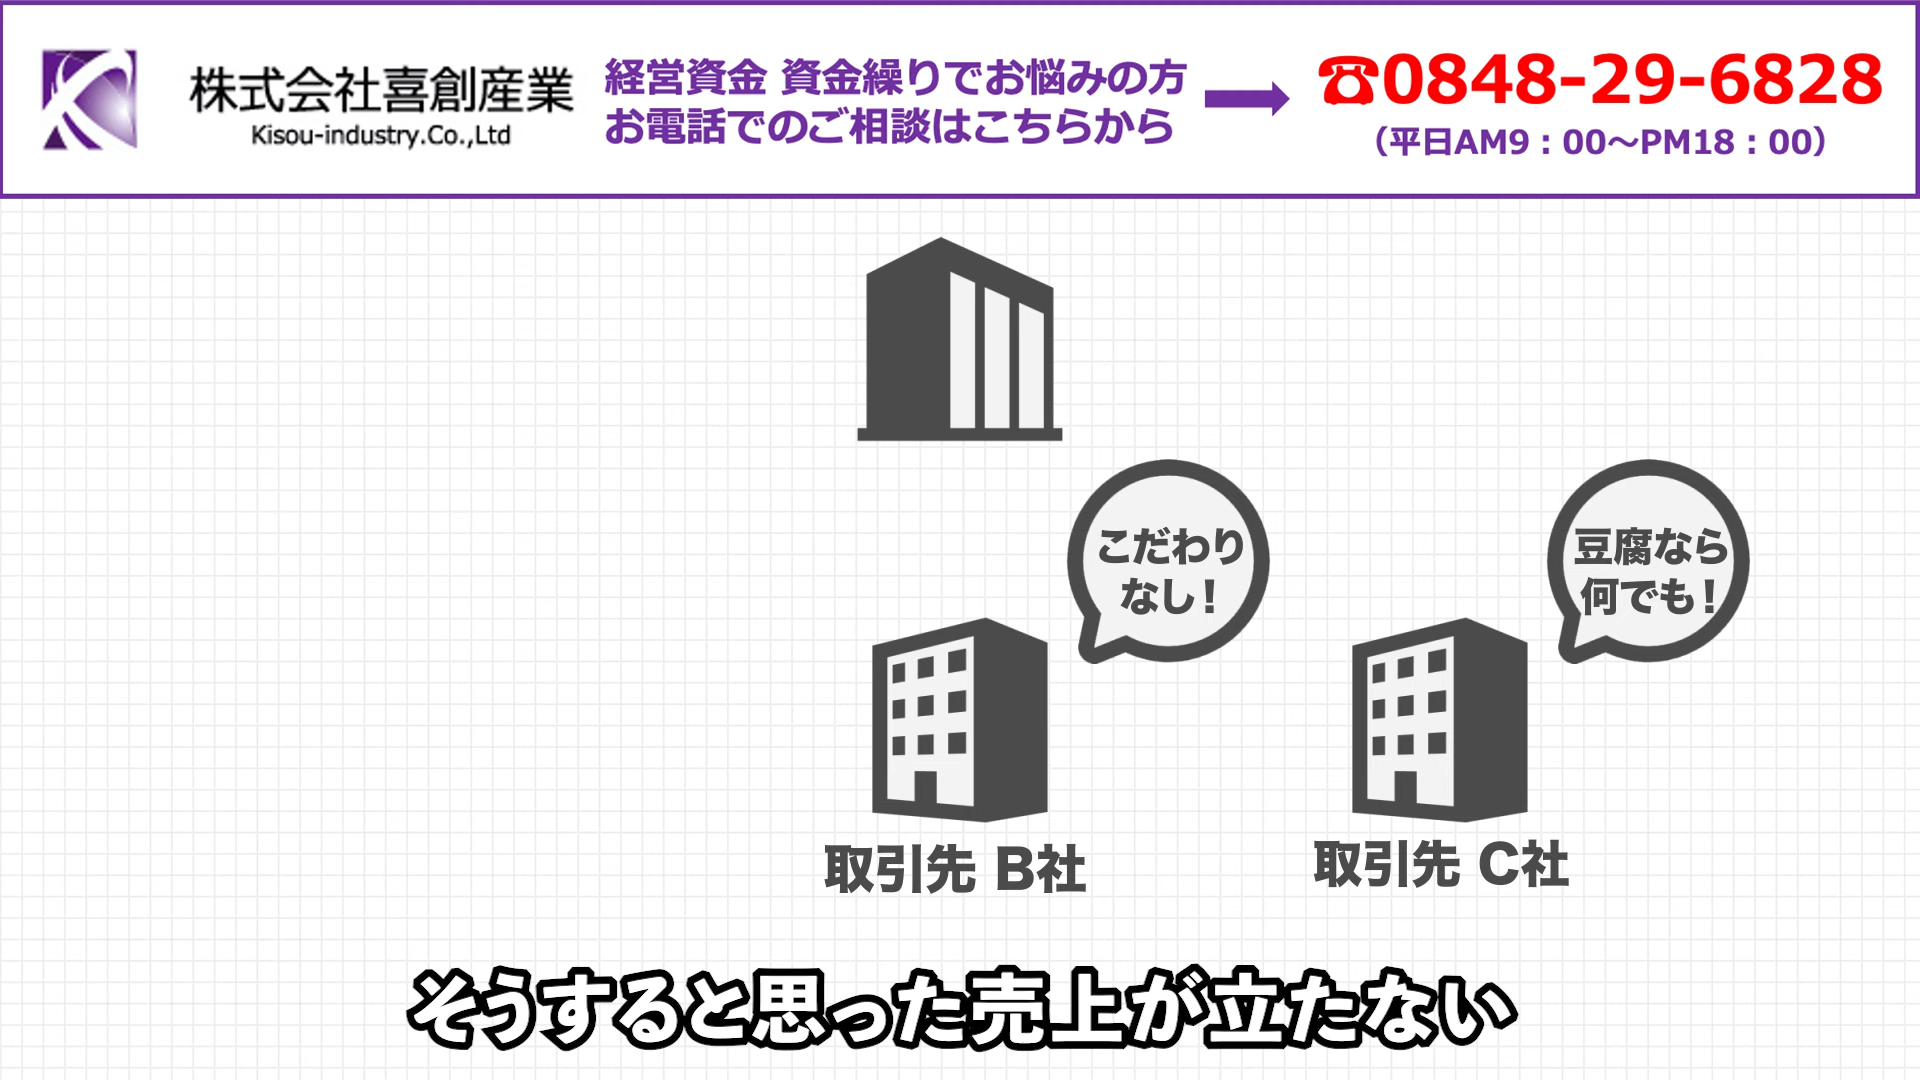 株式会社喜創産業
Kisou-industry.Co.,Ltd
経営資金 資金繰りでお悩みの方
お電話でのご相談はこちらから
☎0848-29-6828
（平日AM9：00～PM18：00）
こだわり
なし！
豆腐なら
何でも！
取引先 B社
取引先 C社
そうすると思った売上が立たない